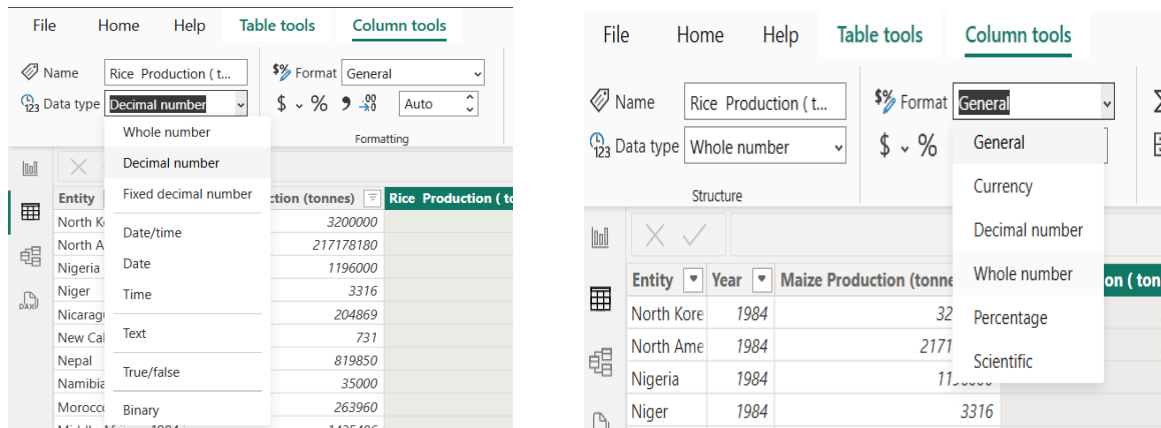 File Home Help Table tools Column tools
Name Rice Production ( t...
$% Format General
Data type Decimal number
$ % Auto
Formatting
Whole number
Decimal number
Fixed decimal number
Date/time
Date
Time
Text
True/false
Binary
Entity ction (tonnes) Rice Production ( to
North K 3200000
North A 217178180
Nigeria 1196000
Niger 3316
Nicarag 204869
New Cal 731
Nepal 819850
Namibia 35000
Morocc 263960
File Home Help Table tools Column tools
Name Rice Production ( t...
$% Format General
Data type Whole number
$ %
Structure
General
Currency
Decimal number
Whole number
Percentage
Scientific
Entity Year Maize Production (tonne on ( ton
North Kore 1984 32
North Ame 1984 2171
Nigeria 1984
Niger 1984 3316